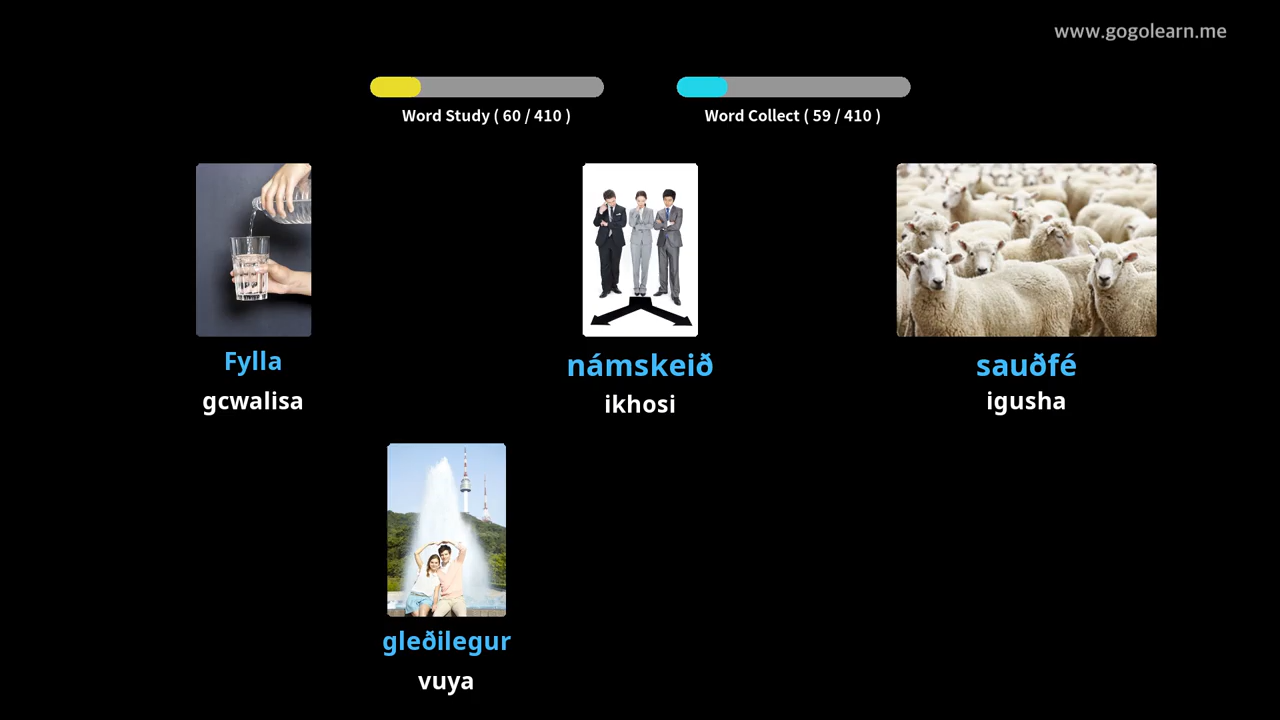 www.gogolearn.me
Word Study ( 60 / 410 )
Word Collect ( 59 / 410 )
Fylla
gcwalisa
námskeið
ikhosi
sauðfé
igusha
gleðilegur
vuya